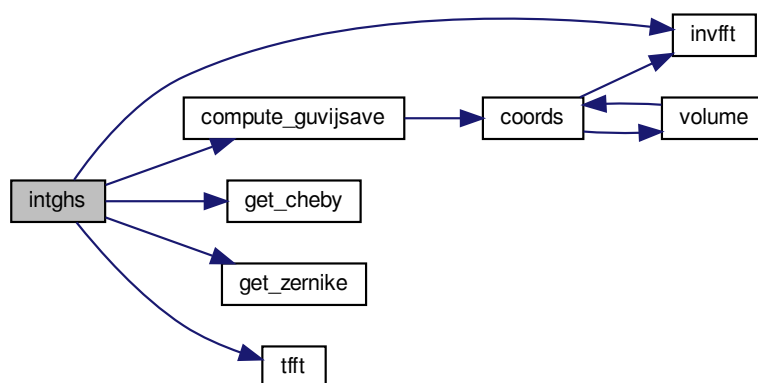 invfft
compute_guvijsave
coords
volume
intghs
get_cheby
get_zernike
tfft